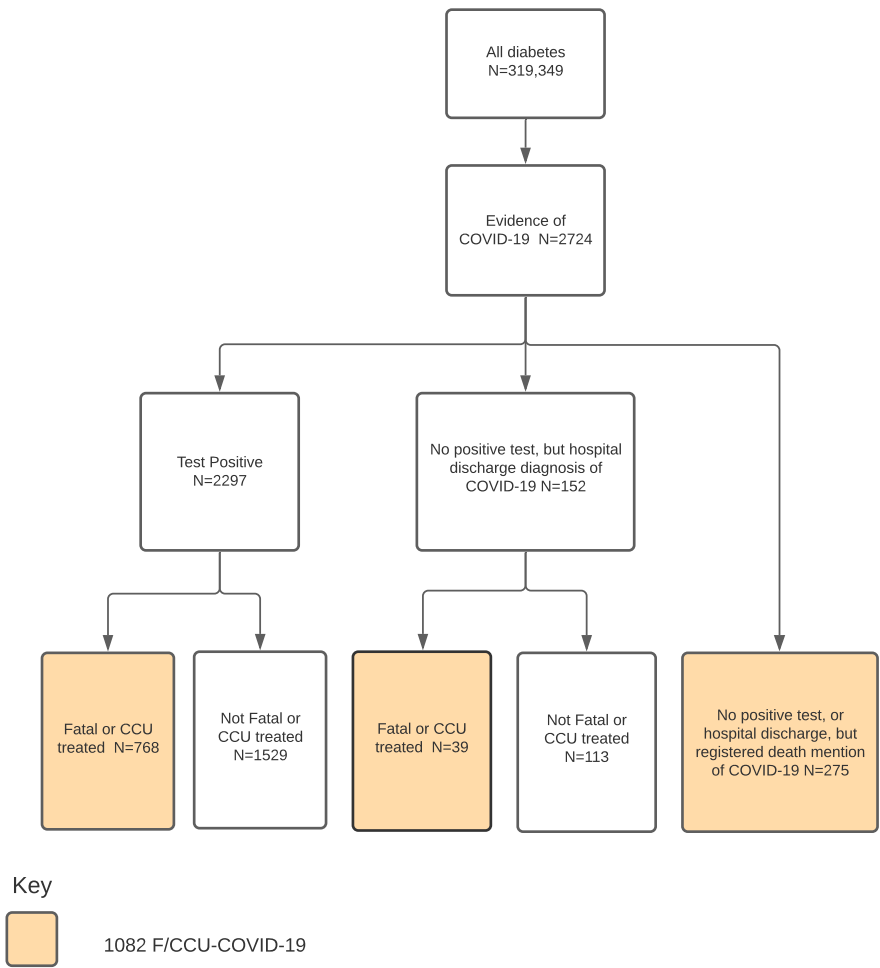 All diabetes
N=319,349
Evidence of
COVID-19  N=2724
Test Positive
N=2297
No positive test, but hospital
discharge diagnosis of
COVID-19 N=152
Fatal or CCU
treated  N=768
Not Fatal or
CCU treated
N=1529
Fatal or CCU
treated  N=39
Not Fatal or
CCU treated
N=113
No positive test, or
hospital discharge, but
registered death mention
of COVID-19 N=275
Key
1082 F/CCU-COVID-19